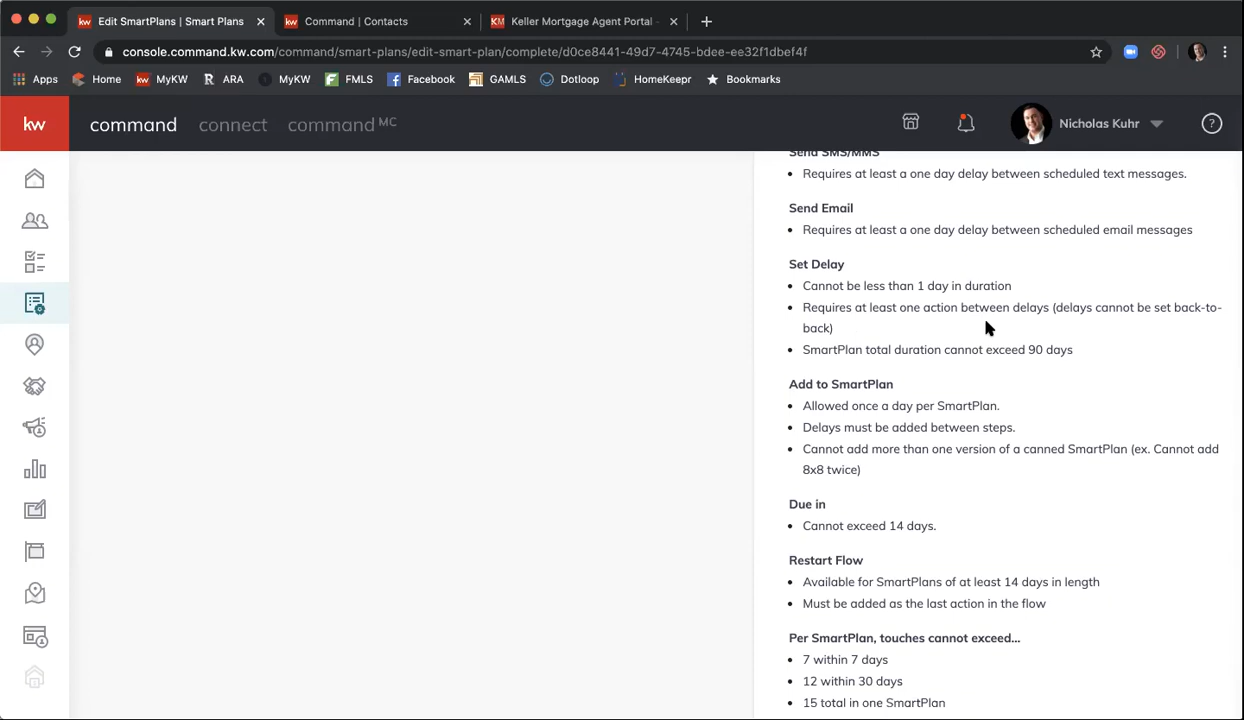 Edit SmartPlans | Smart Plans
Command | Contacts
Keller Mortgage Agent Portal
console.command.kw.com/command/smart-plans/edit-smart-plan/complete/d0ce8441-49d7-4745-bdee-ee32f1dbef4f
Apps Home MyKW ARA MyKW FMLS Facebook GAMLS Dotloop HomeKeepr Bookmarks
kw command connect command MC Nicholas Kuhr ?
Send SMS/MMS
• Requires at least a one day delay between scheduled text messages.
Send Email
• Requires at least a one day delay between scheduled email messages
Set Delay
• Cannot be less than 1 day in duration
• Requires at least one action between delays (delays cannot be set back-to-
back)
• SmartPlan total duration cannot exceed 90 days
Add to SmartPlan
• Allowed once a day per SmartPlan.
• Delays must be added between steps.
• Cannot add more than one version of a canned SmartPlan (ex. Cannot add
8x8 twice)
Due in
• Cannot exceed 14 days.
Restart Flow
• Available for SmartPlans of at least 14 days in length
• Must be added as the last action in the flow
Per SmartPlan, touches cannot exceed...
• 7 within 7 days
• 12 within 30 days
• 15 total in one SmartPlan